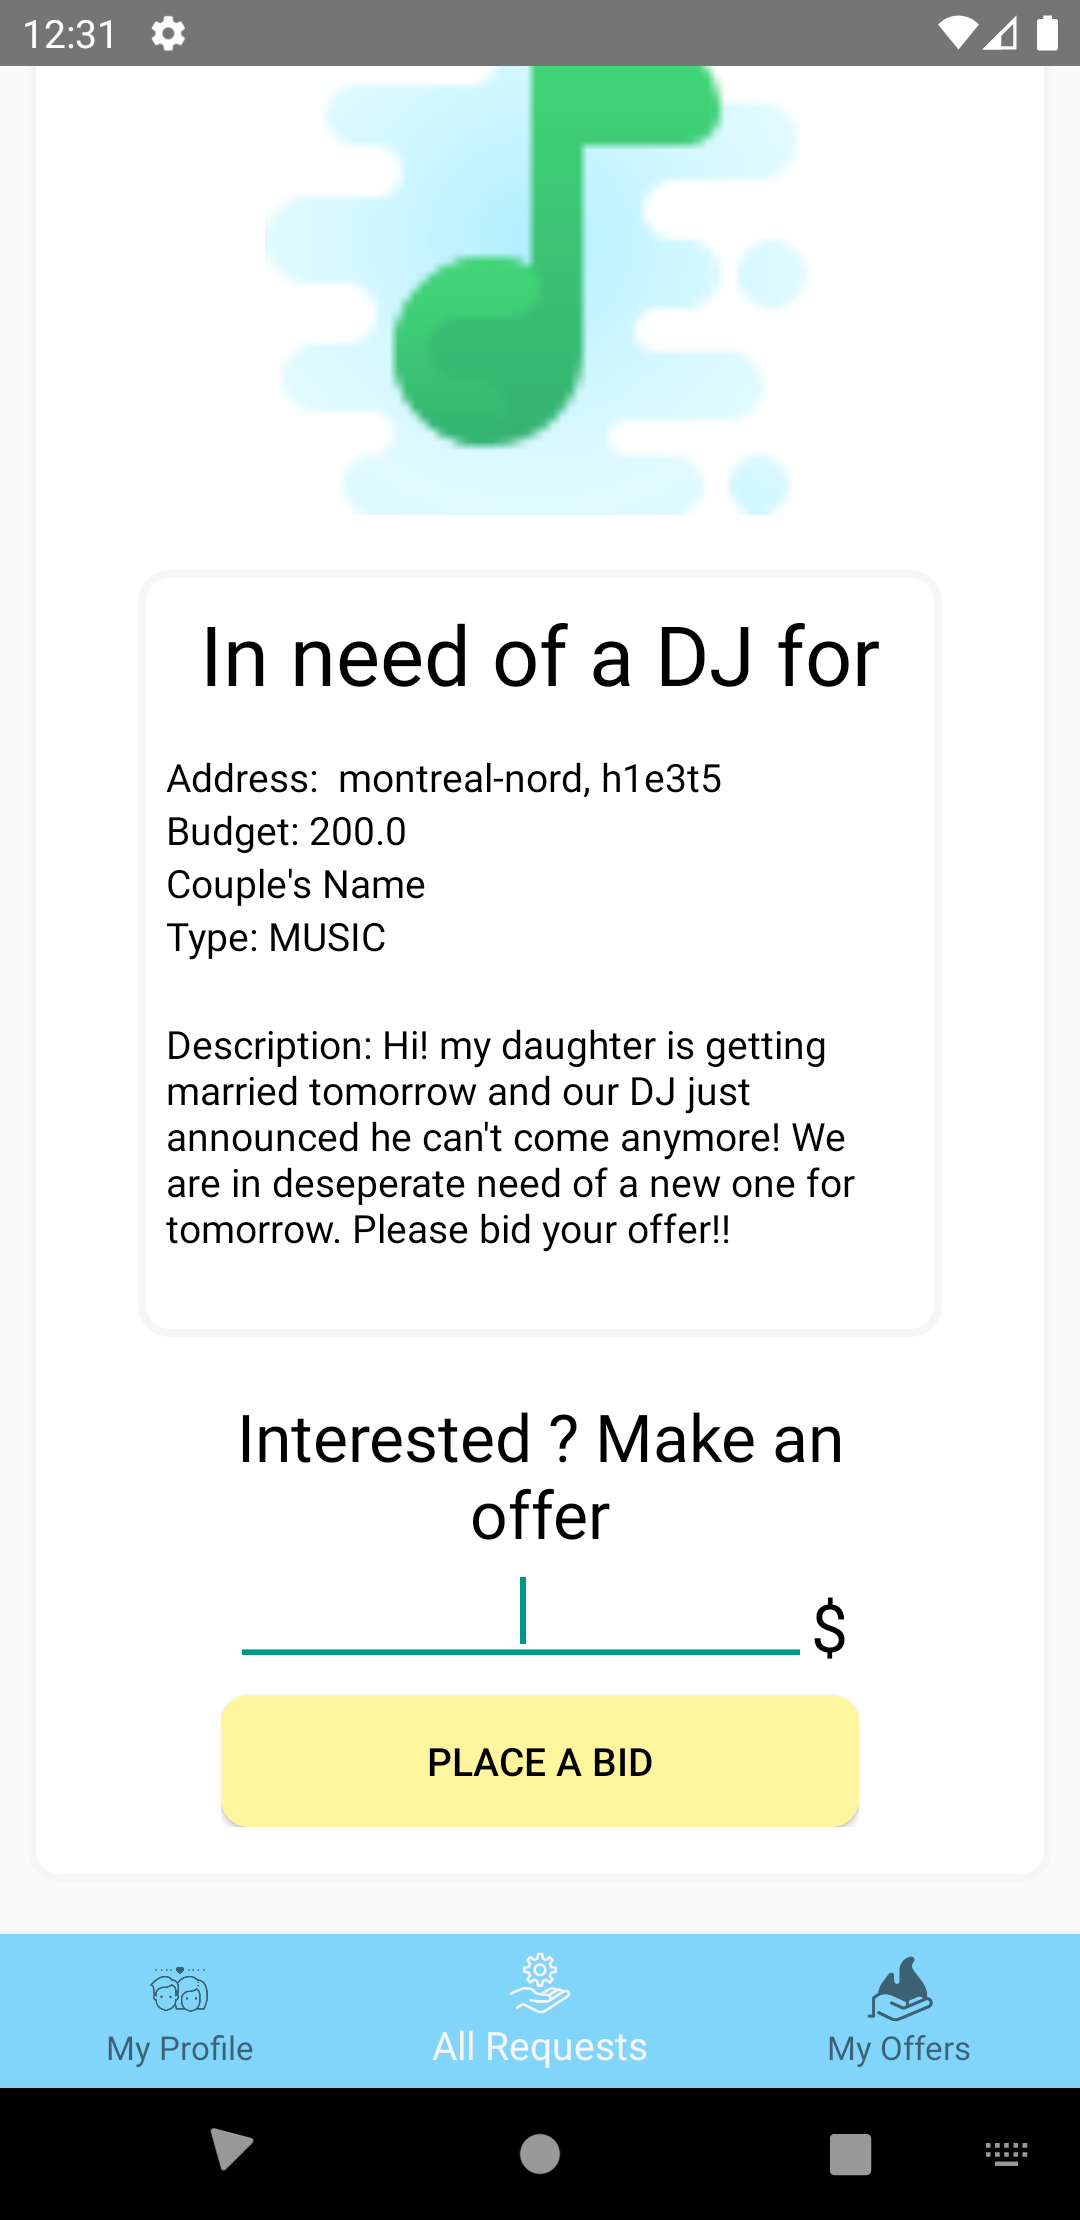 12:31
In need of a DJ for
Address:  montreal-nord, h1e3t5
Budget: 200.0
Couple's Name
Type: MUSIC
Description: Hi! my daughter is getting
married tomorrow and our DJ just
announced he can't come anymore! We
are in deseperate need of a new one for
tomorrow. Please bid your offer!!
Interested ? Make an
offer
$
PLACE A BID
My Profile
All Requests
My Offers